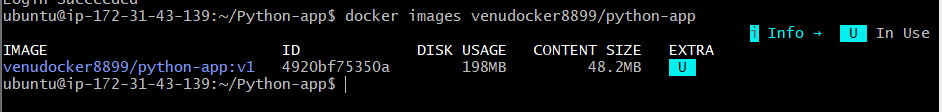 Login Succeeded
ubuntu@ip-172-31-43-139:~/Python-app$ docker images venudocker8899/python-app
i Info → U In Use
IMAGE ID DISK USAGE CONTENT SIZE EXTRA
venudocker8899/python-app:v1 4920bf75350a 198MB 48.2MB U
ubuntu@ip-172-31-43-139:~/Python-app$